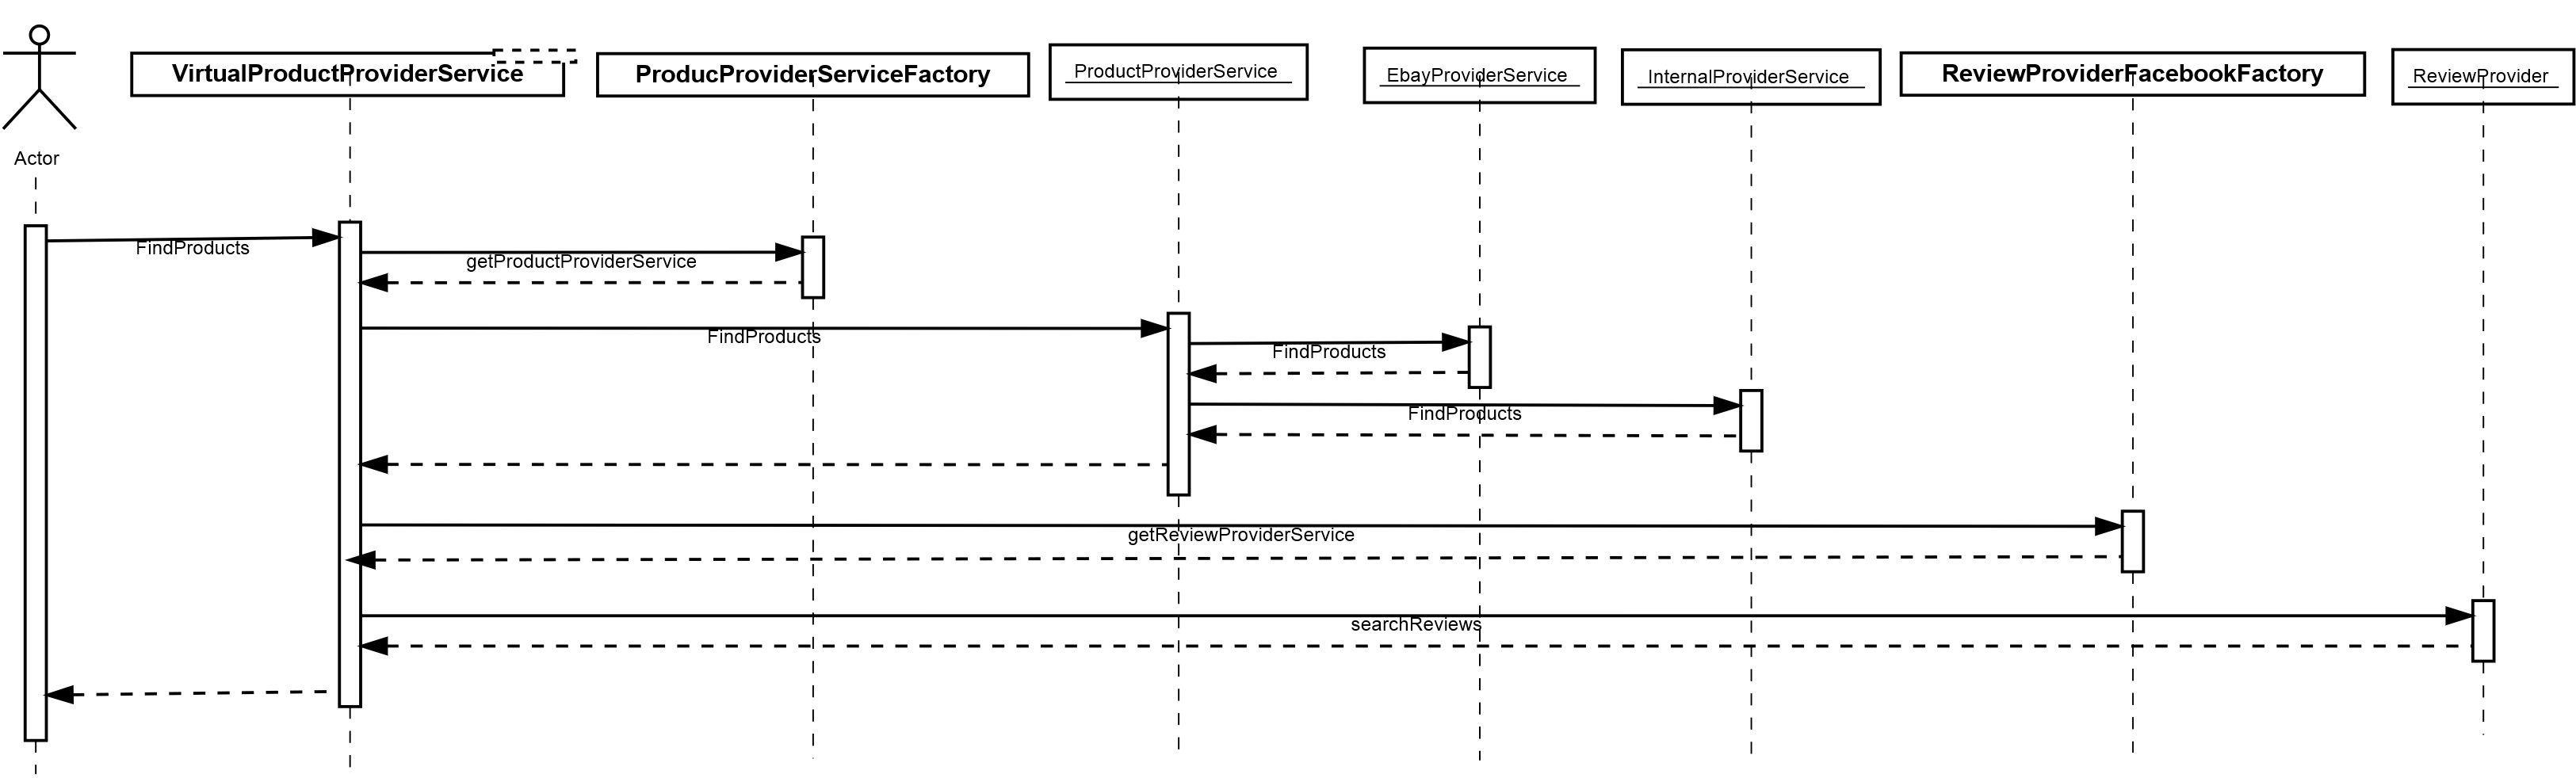 VirtualProductProviderService
ProducProviderServiceFactory
ProductProviderService
EbayProviderService
InternalProviderService
ReviewProviderFacebookFactory
ReviewProvider
Actor
FindProducts
getProductProviderService
FindProducts
FindProducts
FindProducts
getReviewProviderService
searchReviews